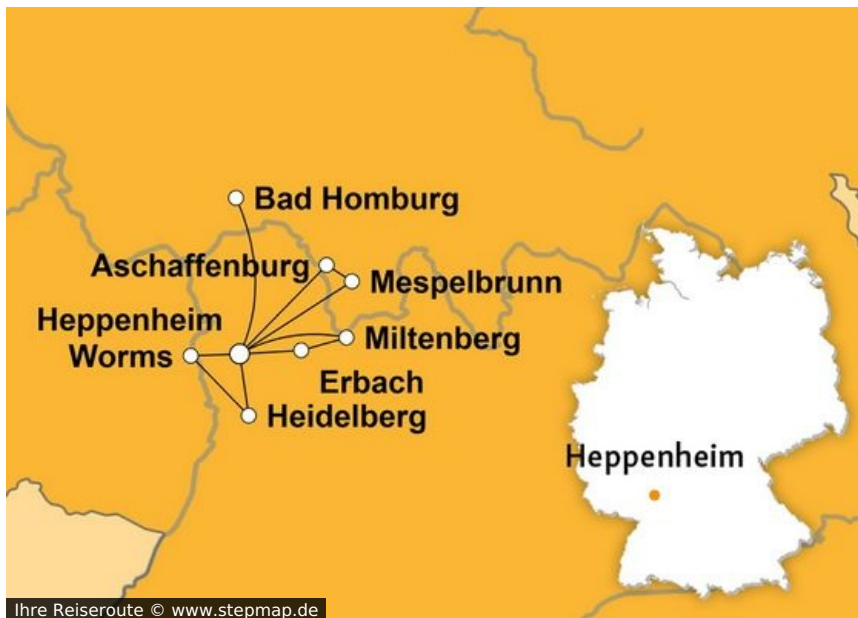 Bad Homburg
Aschaffenburg
Mespelbrunn
Heppenheim
Miltenberg
Worms
Erbach
Heidelberg
Heppenheim
Ihre Reiseroute © www.stepmap.de